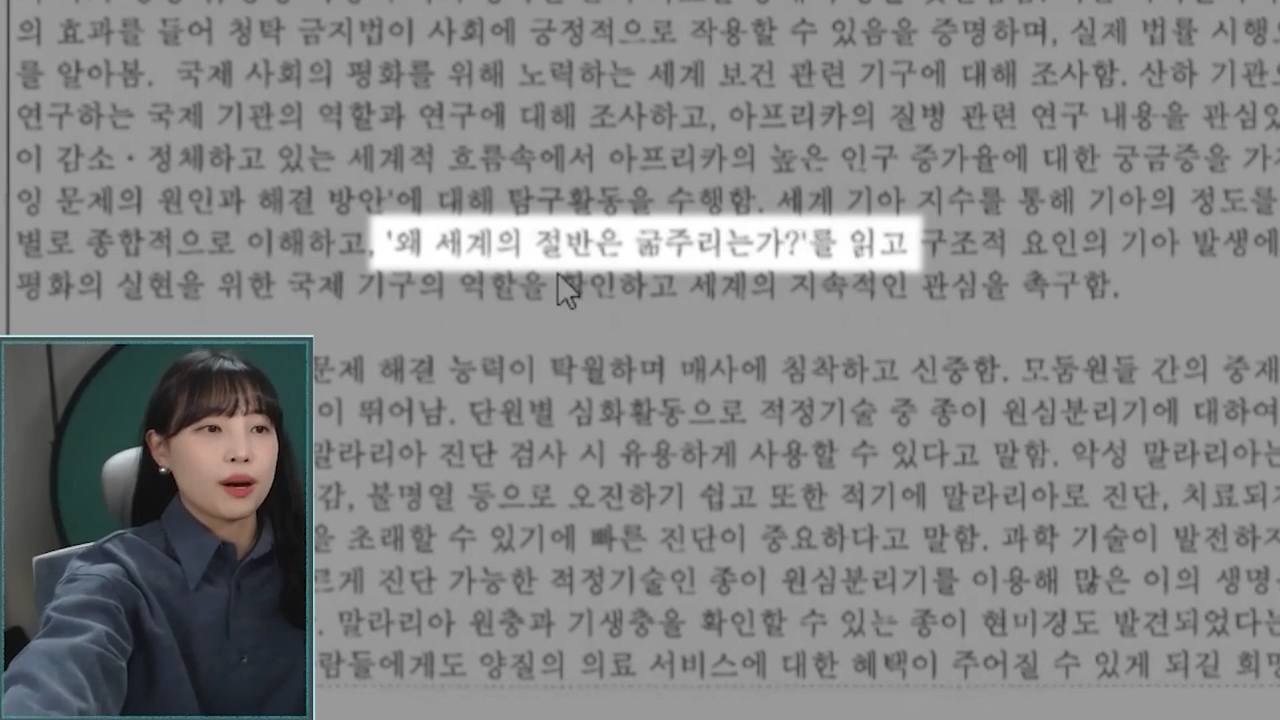 의 효과를 들어 청탁 금지법이 사회에 긍정적으로 작용할 수 있음을 증명하며, 실제 법률 시행
를 알아봄. 국제 사회의 평화를 위해 노력하는 세계 보건 관련 기구에 대해 조사함. 산하 기관
연구하는 국제 기관의 역할과 연구에 대해 조사하고, 아프리카의 질병 관련 연구 내용을 관심
이 감소·정체하고 있는 세계적 흐름속에서 아프리카의 높은 인구 증가율에 대한 궁금증을 가
잉 문제의 원인과 해결 방안'에 대해 탐구활동을 수행함. 세계 기아 지수를 통해 기아의 정도를
별로 종합적으로 이해하고, '왜 세계의 절반은 굶주리는가?'를 읽고 구조적 요인의 기아 발생에
평화의 실현을 위한 국제 기구의 역할을 확인하고 세계의 지속적인 관심을 촉구함.
문제 해결 능력이 탁월하며 매사에 침착하고 신중함. 모둠원들 간의 중재
이 뛰어남. 단원별 심화활동으로 적정기술 중 종이 원심분리기에 대하여
말라리아 진단 검사 시 유용하게 사용할 수 있다고 말함. 악성 말라리아는
감, 불명열 등으로 오진하기 쉽고 또한 적기에 말라리아로 진단, 치료되지
을 초래할 수 있기에 빠른 진단이 중요하다고 말함. 과학 기술이 발전하지
르게 진단 가능한 적정기술인 종이 원심분리기를 이용해 많은 이의 생명
. 말라리아 원충과 기생충을 확인할 수 있는 종이 현미경도 발견되었다는
람들에게도 양질의 의료 서비스에 대한 혜택이 주어질 수 있게 되길 희망